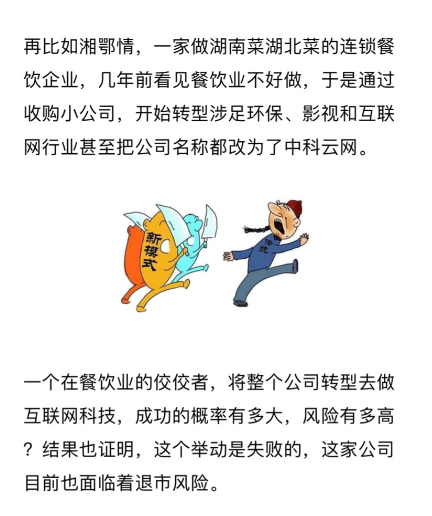 再比如湘鄂情，一家做湖南菜湖北菜的连锁餐
饮企业，几年前看见餐饮业不好做，于是通过
收购小公司，开始转型涉足环保、影视和互联
网行业甚至把公司名称都改为了中科云网。
新模式
传统
一个在餐饮业的佼佼者，将整个公司转型去做
互联网科技，成功的概率有多大，风险有多高
？结果也证明，这个举动是失败的，这家公司
目前也面临着退市风险。